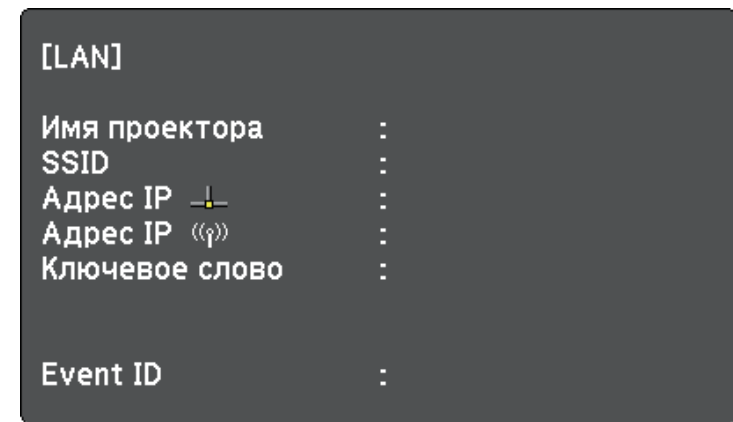 [LAN]
Имя проектора :
SSID :
Адрес IP :
Адрес IP :
Ключевое слово :
Event ID :